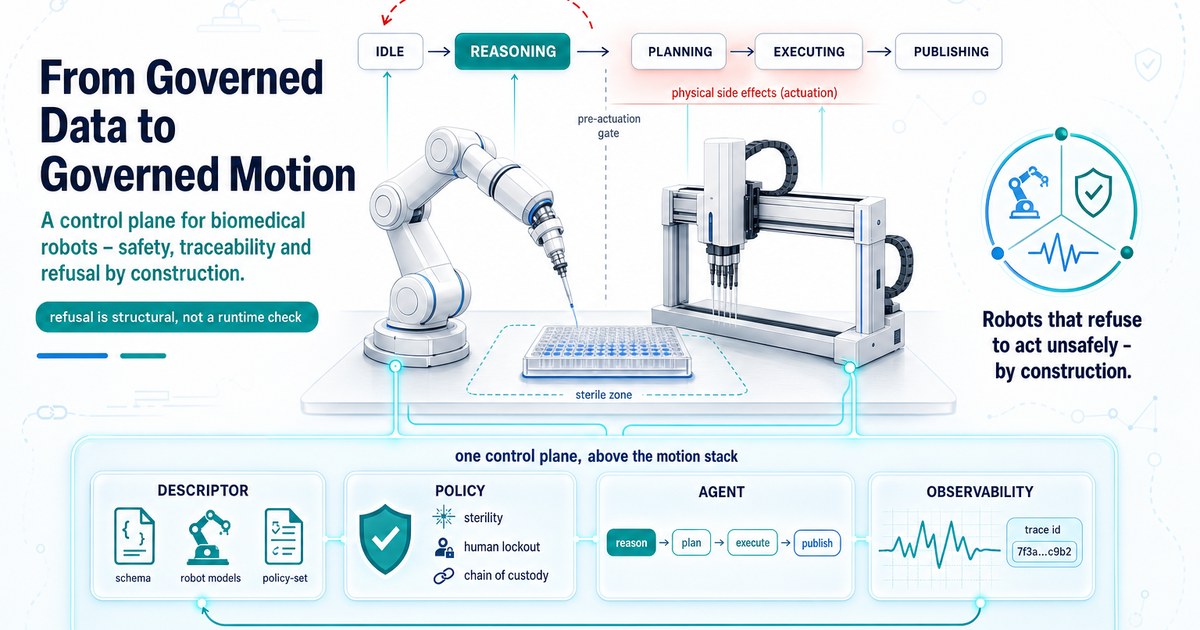 From Governed
Data to
Governed Motion
A control plane for biomedical
robots – safety, traceability and
refusal by construction.
refusal is structural, not a runtime check
IDLE
REASONING
PLANNING
EXECUTING
PUBLISHING
physical side effects (actuation)
pre-actuation
gate
sterile zone
Robots that refuse
to act unsafely –
by construction.
one control plane, above the motion stack
DESCRIPTOR
{ }
schema
robot models
policy-set
POLICY
sterility
human lockout
chain of custody
AGENT
reason
plan
execute
publish
OBSERVABILITY
trace id
7f3a...c9b2